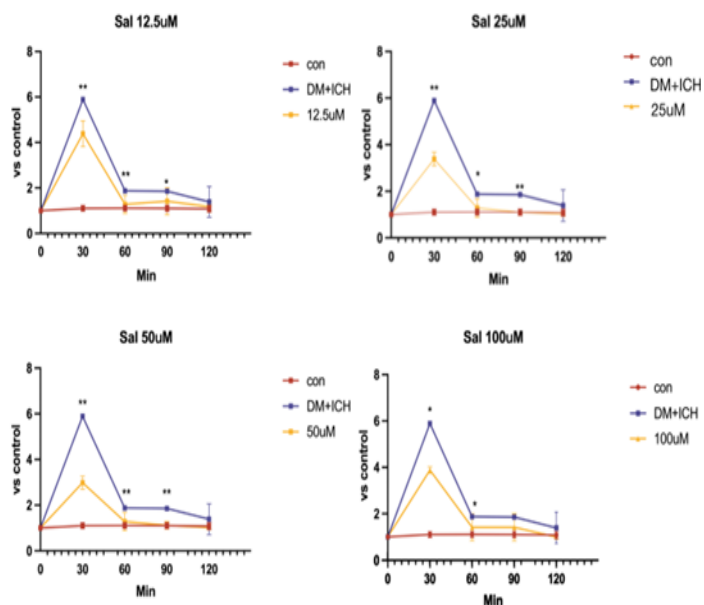 Sal 12.5uM
8
6
4
2
0
vs control
** ** *
0 30 60 90 120
Min
con
DM+ICH
12.5uM
Sal 25uM
8
6
4
2
0
vs control
** * **
0 30 60 90 120
Min
con
DM+ICH
25uM
Sal 50uM
8
6
4
2
0
vs control
** ** **
0 30 60 90 120
Min
con
DM+ICH
50uM
Sal 100uM
8
6
4
2
0
vs control
* *
0 30 60 90 120
Min
con
DM+ICH
100uM